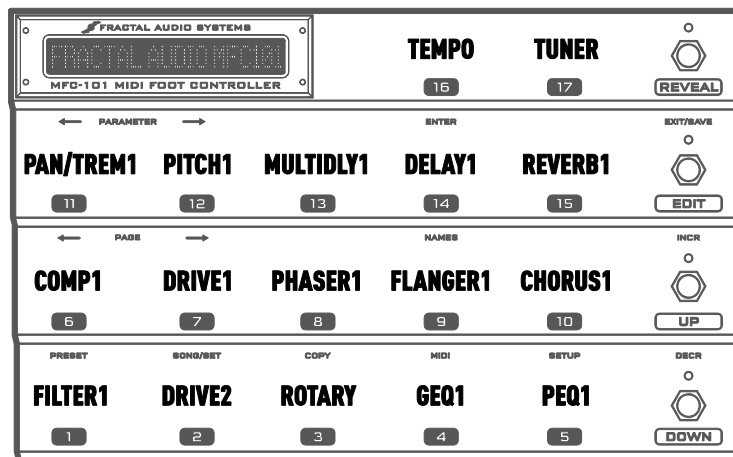 FRACTAL AUDIO SYSTEMS
FRACTAL AUDIO MFC101
MFC-101 MIDI FOOT CONTROLLER
TEMPO TUNER
16 17 REVEAL
PARAMETER ENTER EXIT/SAVE
PAN/TREM1 PITCH1 MULTIDLY1 DELAY1 REVERB1
11 12 13 14 15 EDIT
PAGE NAMES INCR
COMP1 DRIVE1 PHASER1 FLANGER1 CHORUS1
6 7 8 9 10 UP
PRESET SONG/SET COPY MIDI SETUP DECR
FILTER1 DRIVE2 ROTARY GEQ1 PEQ1
1 2 3 4 5 DOWN